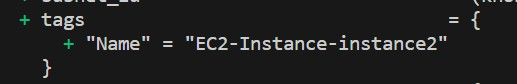 + tags = {
+ "Name" = "EC2-Instance-instance2"
}